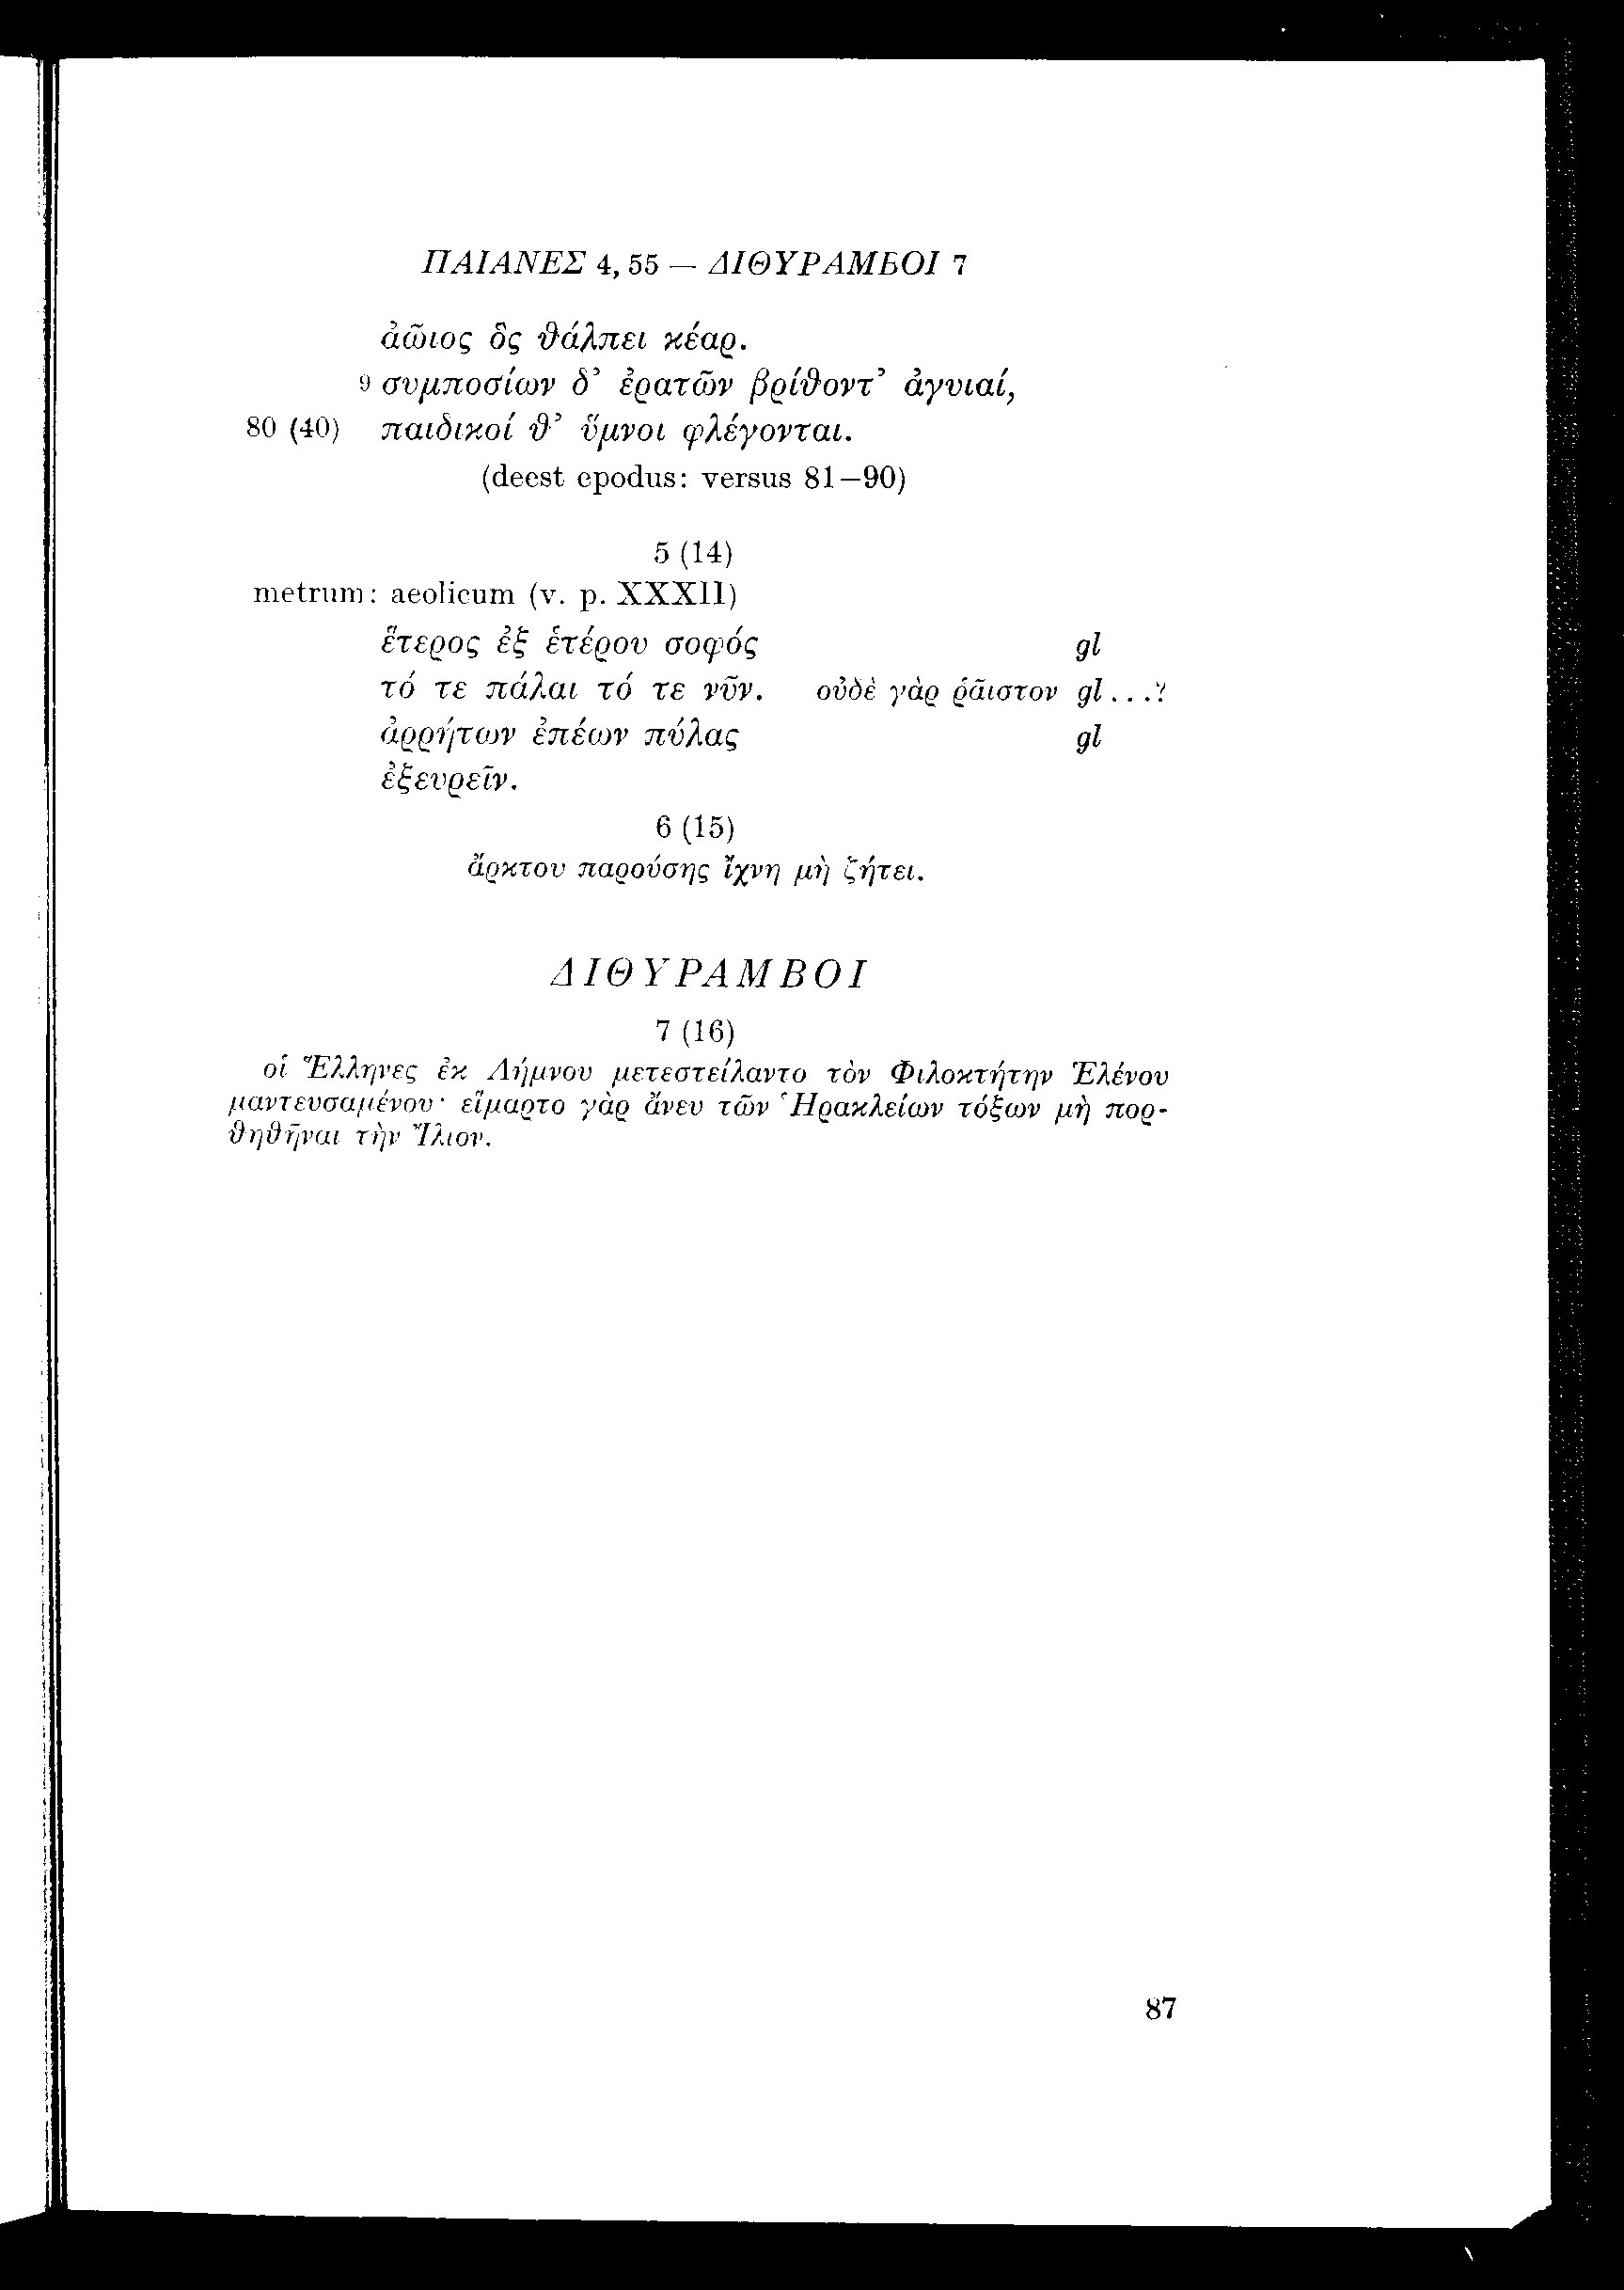 ΠΑΙΑΝΕΣ 4, 55 — ΔΙΘΥΡΑΜΒΟΙ 7
ἀῶιος ὃς θάλπει κέαρ.
9 συμποσίων δ’ ἐρατῶν βρίθοντ’ ἀγυιαί,
80 (40) παιδικοί θ’ ὕμνοι φλέγονται.
(deest epodus: versus 81—90)
5 (14)
metrum: aeolicum (v. p. XXXII)
ἕτερος ἐξ ἑτέρου σοφός gl
τό τε πάλαι τό τε νῦν. οὐδὲ γὰρ ῥᾶιστον gl...?
ἀρρήτων ἐπέων πύλας gl
ἐξευρεῖν.
6 (15)
ἄρκτου παρούσης ἴχνη μὴ ζήτει.
ΔΙΘΥΡΑΜΒΟΙ
7 (16)
οἱ Ἕλληνες ἐκ Λήμνου μετεστείλαντο τὸν Φιλοκτήτην Ἑλένου
μαντευσαμένου· εἵμαρτο γὰρ ἄνευ τῶν Ἡρακλείων τόξων μὴ πορ-
θηθῆναι τὴν Ἴλιον.
87